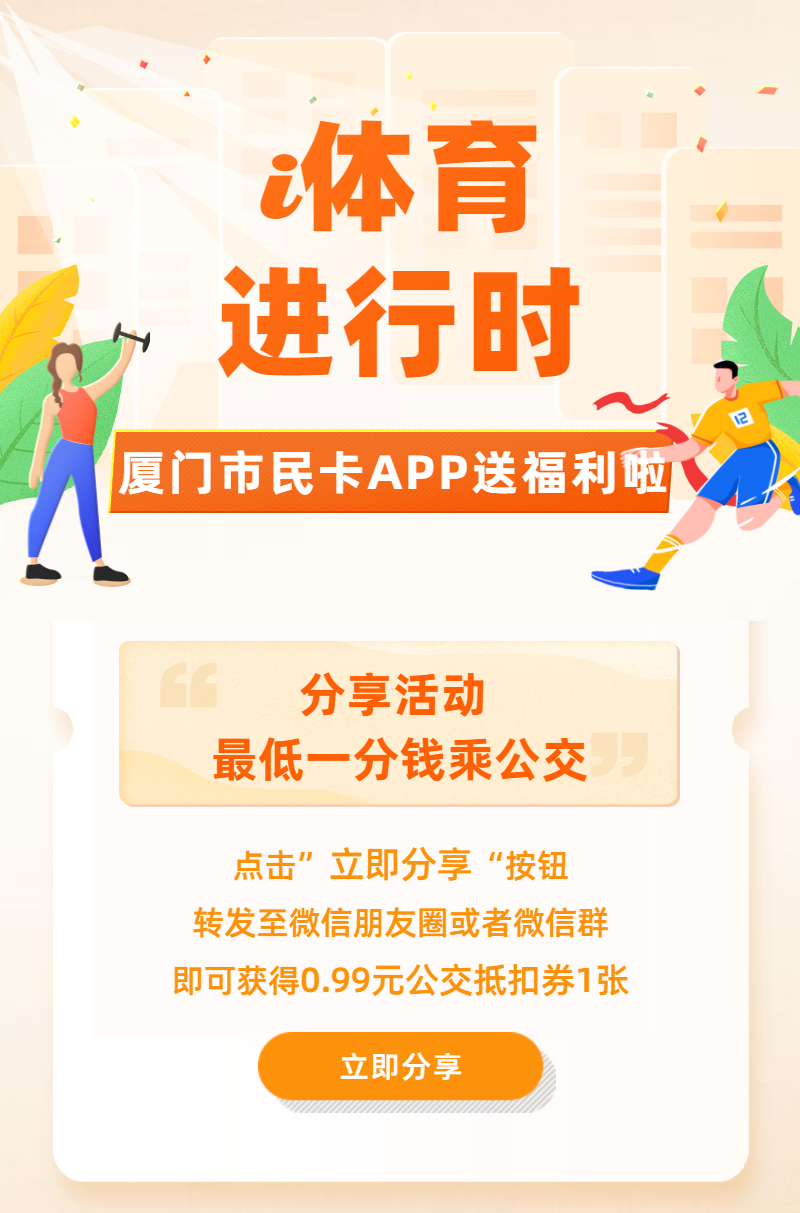 i体育
进行时
厦门市民卡APP送福利啦
分享活动
最低一分钱乘公交
点击”立即分享“按钮
转发至微信朋友圈或者微信群
即可获得0.99元公交抵扣券1张
立即分享
12